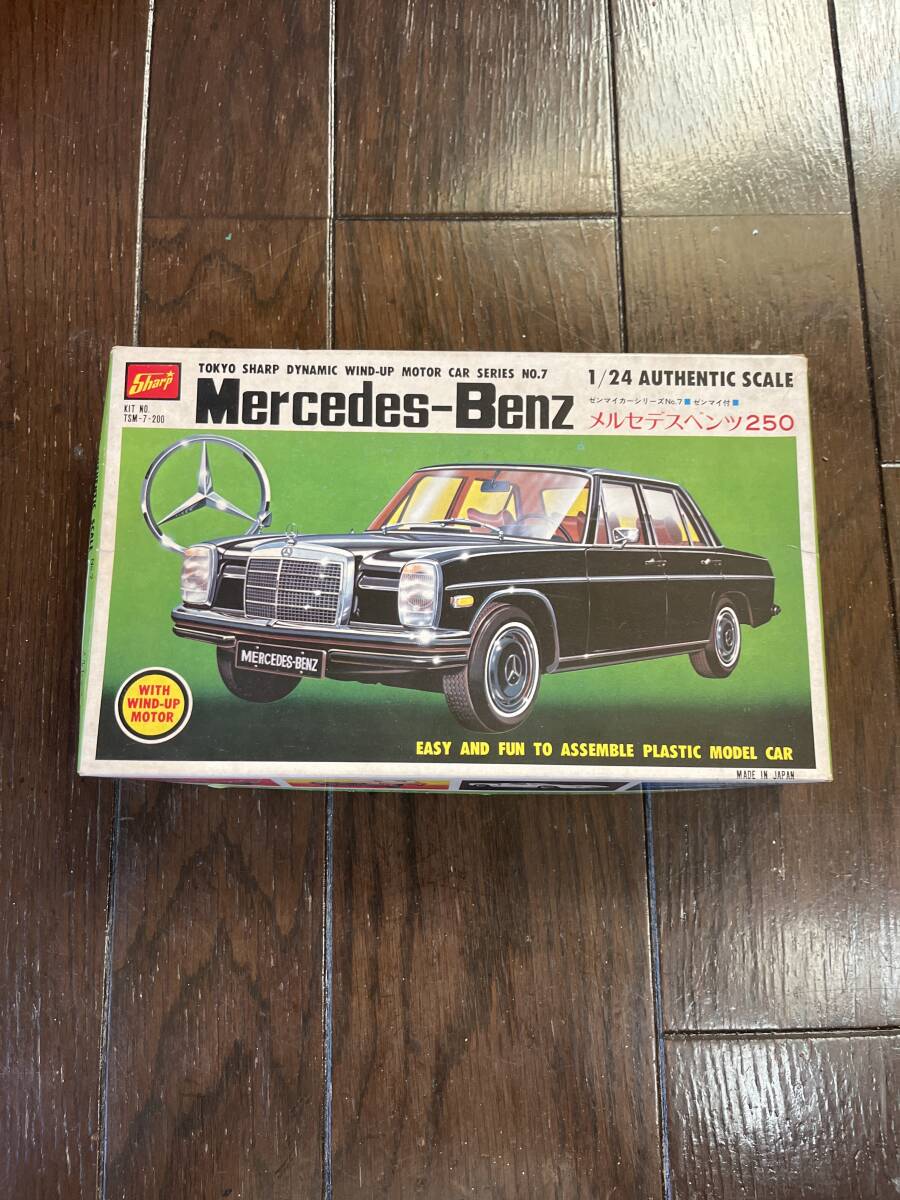 Sharp
KIT NO.
TSM-7-200
TOKYO SHARP DYNAMIC WIND-UP MOTOR CAR SERIES NO.7
Mercedes-Benz
1/24 AUTHENTIC SCALE
ゼンマイカーシリーズNo.7■ゼンマイ付■
メルセデスベンツ250
MERCEDES-BENZ
WITH
WIND-UP
MOTOR
EASY AND FUN TO ASSEMBLE PLASTIC MODEL CAR
MADE IN JAPAN